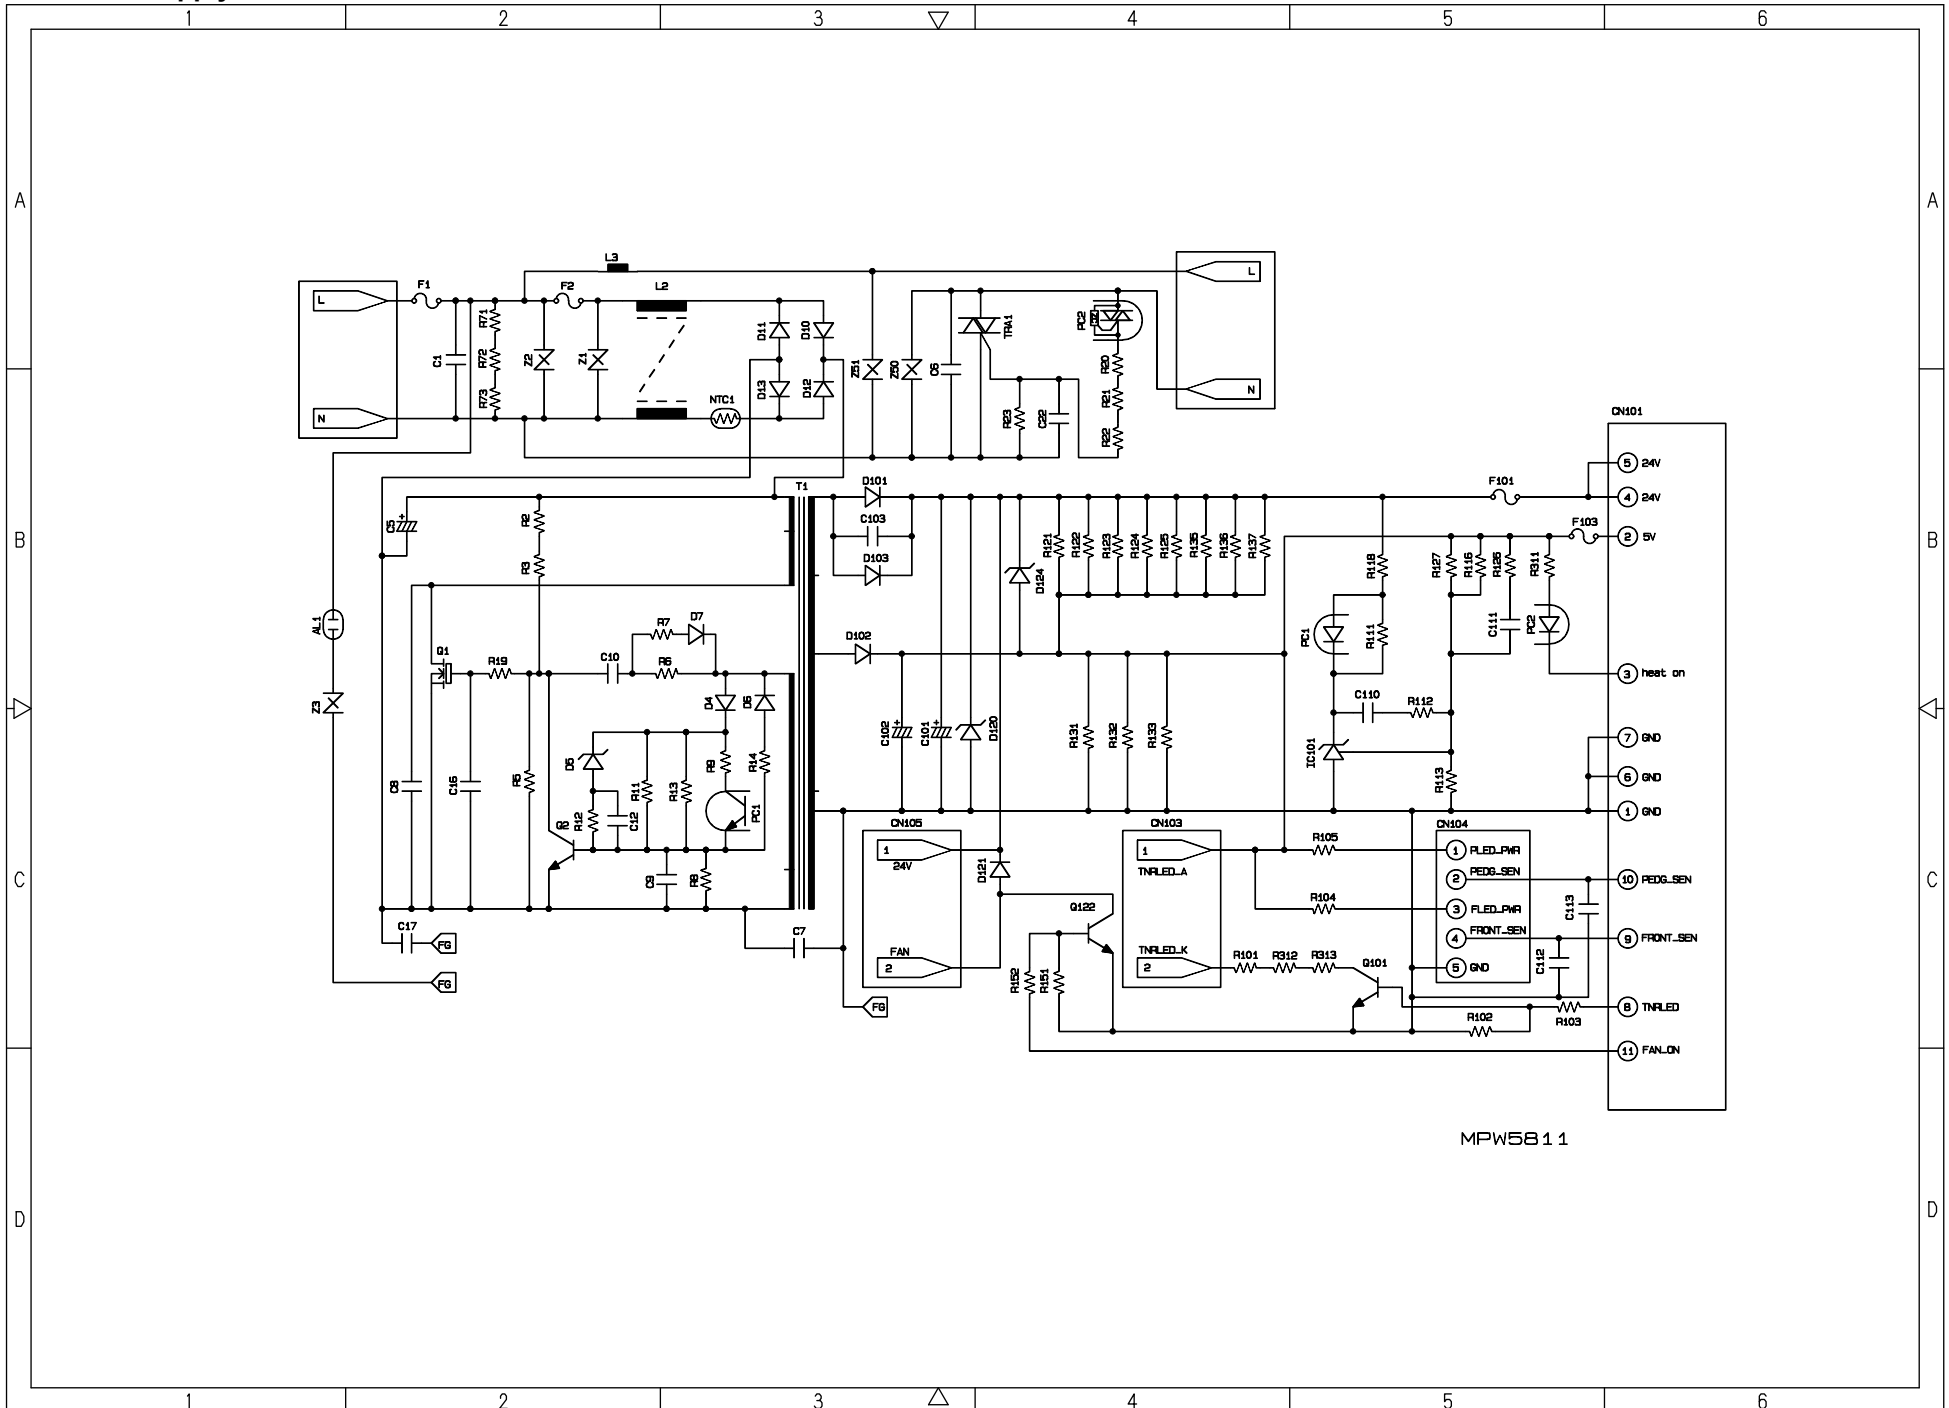 1 2 3 4 5 6
A A
L3
F1 F2 L2
L L
R71 D11 D10 TRA1 PC2
C1 R72 Z2 Z1 Z51 Z50 C6 R20
R73 D13 D12 R21
NTC1 N
N R23 C22 R22
CN101
5 24V
T1 D101 F101
4 24V
C5 R2 C103 F103
B B
R121 R122 R123 R124 R125 R135 R136 R137 R118 R127 R116 R126 R311 2 5V
R3 D103
D124
AL1 R7 D7 PC1 R111 C111 PC2
D102
Q1 R19 C10 R6
3 heat on
Z3 D4 D6 C110 R112
C102 C101 D120 R131 R132 R133
7 GND
D5 R9 R14 IC101
C8 C16 R5 R11 R13 R113 6 GND
R12 C12 PC1
1 GND
Q2 CN105 CN103 CN104
R105
1 1 1 PLED_PWR
24V D121 TNRLED_A PEDG_SEN
C C
C9 R8 2 10 PEDG_SEN
R104
Q122 3 FLED_PWR C113
C17 C7 FRONT_SEN
FG 4 9 FRONT_SEN
FAN TNRLED_K
R101 R312 R313 Q101 C112
2 R152 R151 2 5 GND
FG
FG 8 TNRLED
R102 R103
11 FAN_ON
MPW5811
D D
1 2 3 4 5 6